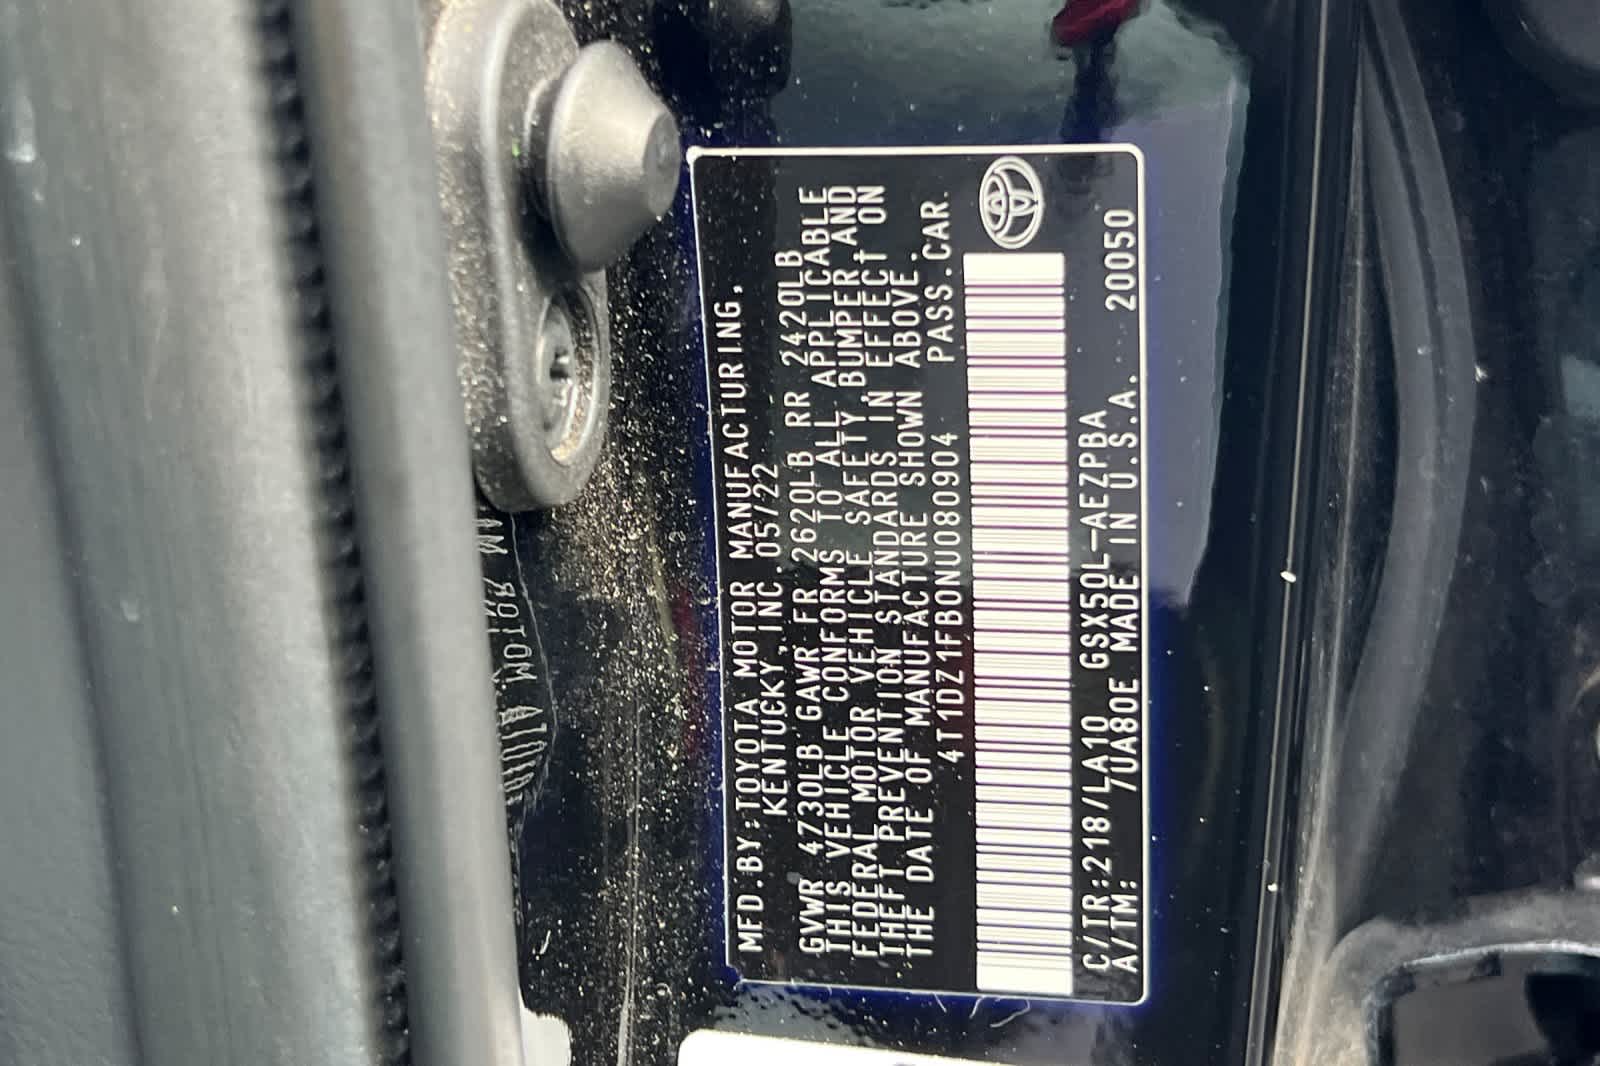 MFD.BY:TOYOTA MOTOR MANUFACTURING,
KENTUCKY,INC.05/22
GVWR 4730LB GAWR FR 2620LB RR 2420LB
THIS VEHICLE CONFORMS TO ALL APPLICABLE
FEDERAL MOTOR VEHICLE SAFETY,BUMPER,AND
THEFT PREVENTION STANDARDS IN EFFECT ON
THE DATE OF MANUFACTURE SHOWN ABOVE.
4T1DZ1FB0NU080904 PASS.CAR
C/TR:218/LA10 GSX50L-AEZPBA
A/TM: /UA80E MADE IN U.S.A. 20050